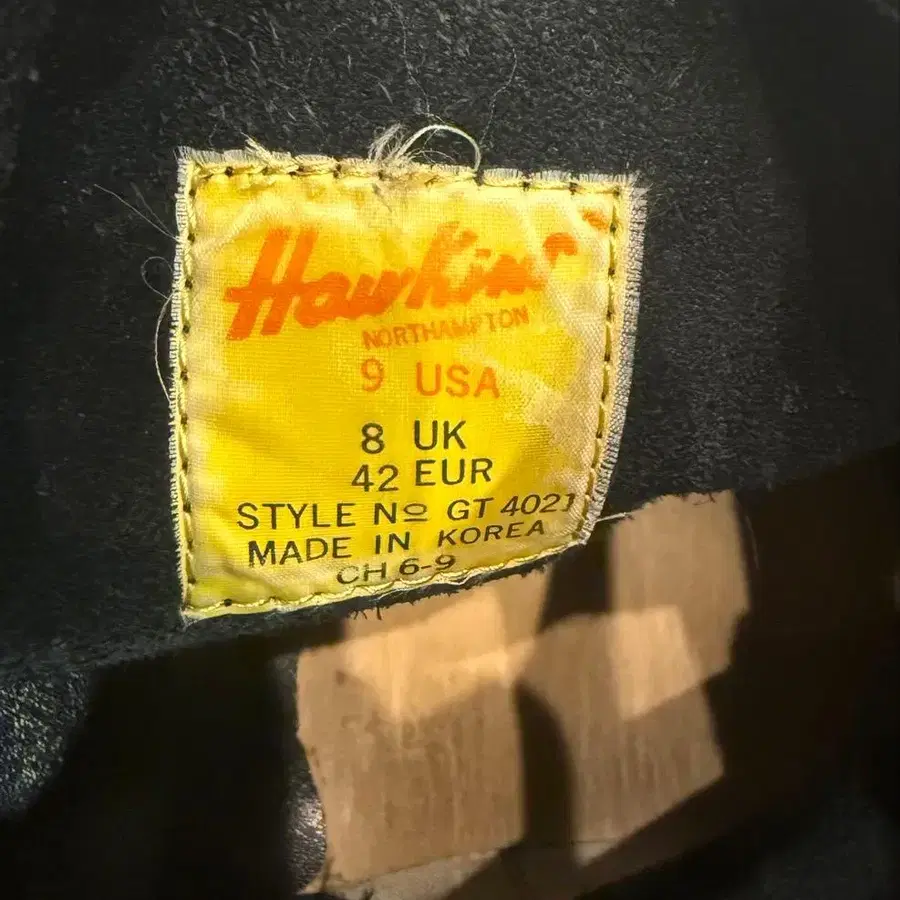 Hawkins
NORTHAMPTON
9 USA
8 UK
42 EUR
STYLE No GT 4021
MADE IN KOREA
CH 6-9